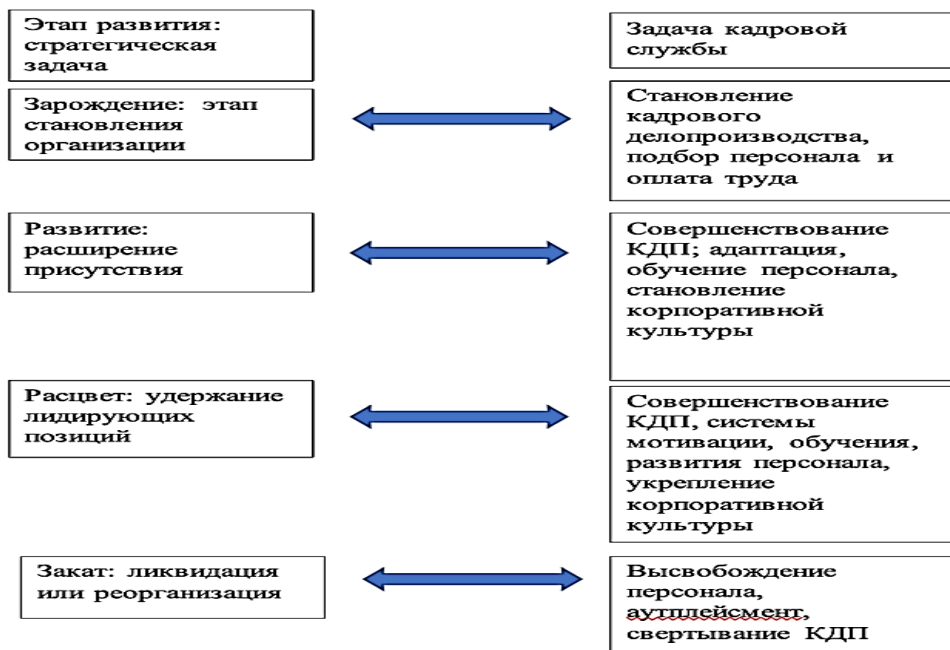 Этап развития:
стратегическая
задача
Задача кадровой
службы
Зарождение: этап
становления
организации
Становление
кадрового
делопроизводства,
подбор персонала и
оплата труда
Развитие:
расширение
присутствия
Совершенствование
КДП; адаптация,
обучение персонала,
становление
корпоративной
культуры
Расцвет: удержание
лидирующих
позиций
Совершенствование
КДП, системы
мотивации, обучения,
развития персонала,
укрепление
корпоративной
культуры
Закат: ликвидация
или реорганизация
Высвобождение
персонала,
аутплейсмент,
свертывание КДП